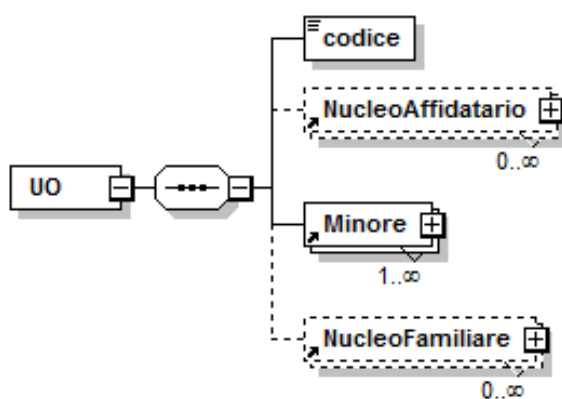 codice
NucleoAffidatario
0..∞
UO
Minore
1..∞
NucleoFamiliare
0..∞